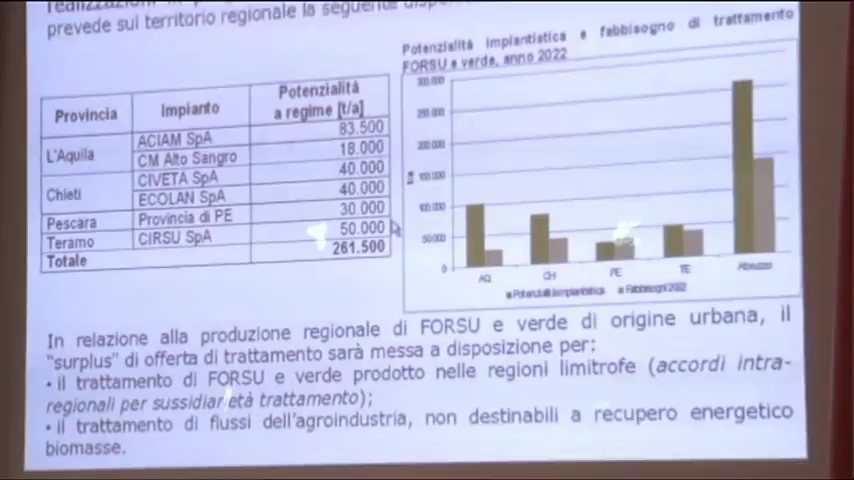 prevede sul territorio regionale la seguente
Potenzialità impiantistica e fabbisogno di trattamento
FORSU e verde, anno 2022
Provincia Impianto Potenzialità a regime [t/a]
L'Aquila ACIAM SpA 83.500
CM Alto Sangro 18.000
Chieti CIVETA SpA 40.000
ECOLAN SpA 40.000
Pescara Provincia di PE 30.000
Teramo CIRSU SpA 50.000
Totale 261.500
300.000
250.000
200.000
150.000
100.000
50.000
0
AQ CH PE TE Abruzzo
Potenzialità impiantistica Fabbisogni 2022
In relazione alla produzione regionale di FORSU e verde di origine urbana, il
"surplus" di offerta di trattamento sarà messa a disposizione per:
• il trattamento di FORSU e verde prodotto nelle regioni limitrofe (accordi intra-
regionali per sussidiarietà trattamento);
• il trattamento di flussi dell'agroindustria, non destinabili a recupero energetico
biomasse.